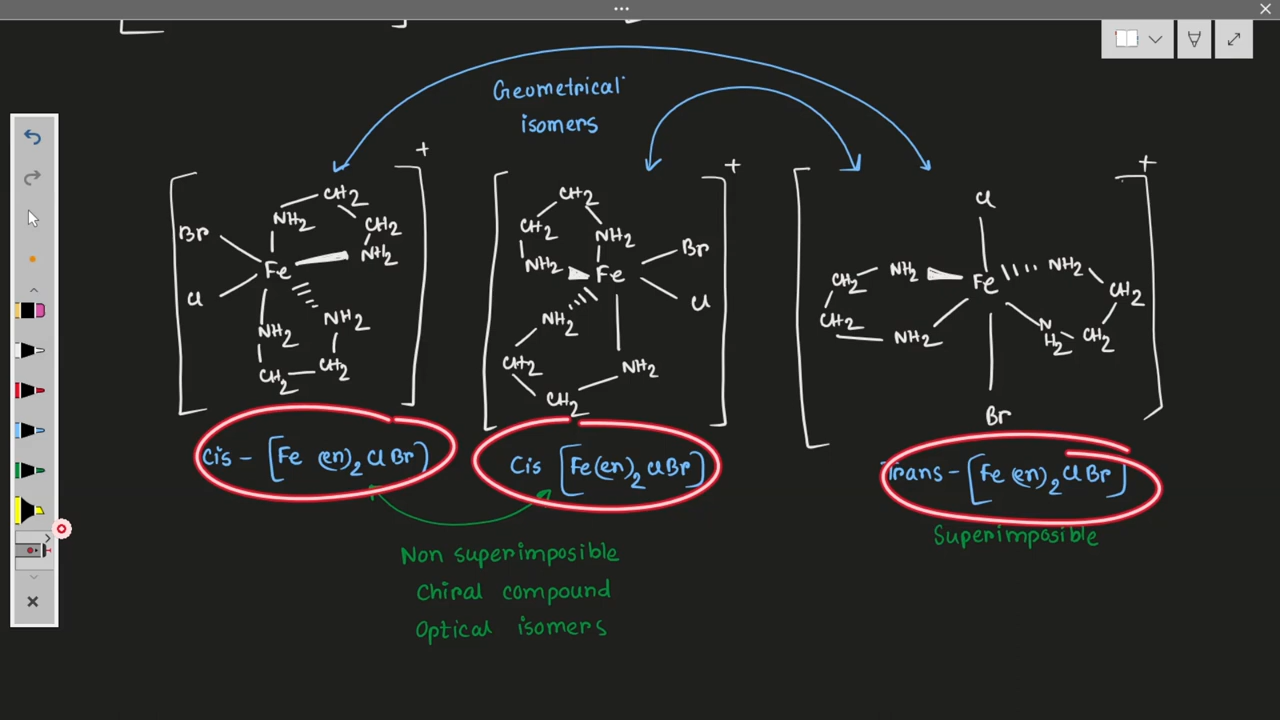 Geometrical
isomers
[ ]+
Br
Cl
Fe
NH2
CH2
CH2
NH2
NH2
NH2
CH2
CH2
[ ]+
CH2
CH2
NH2
NH2
Fe
Br
Cl
NH2
CH2
CH2
NH2
[ ]+
Cl
CH2
NH2
Fe
NH2
CH2
CH2
NH2
N
H2
CH2
Br
Cis - [Fe (en)2 Cl Br]
Cis [Fe(en)2 ClBr]
Trans - [Fe (en)2 Cl Br]
Superimposible
Non superimposible
Chiral compound
Optical isomers